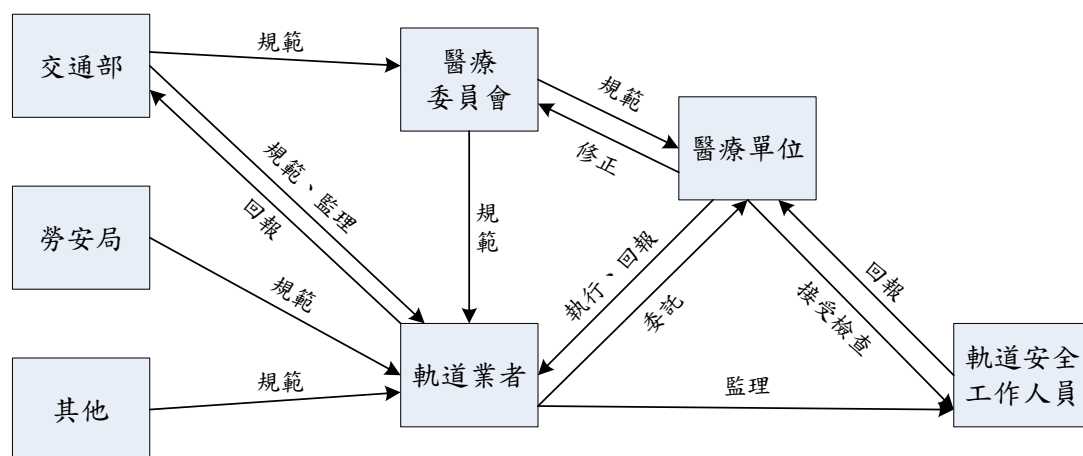 交通部
規範
醫療
委員會
規範
醫療單位
修正
規範、監理
回報
規範
勞安局
規範
執行、回報
委託
回報
接受檢查
軌道業者
軌道安全
工作人員
監理
其他
規範